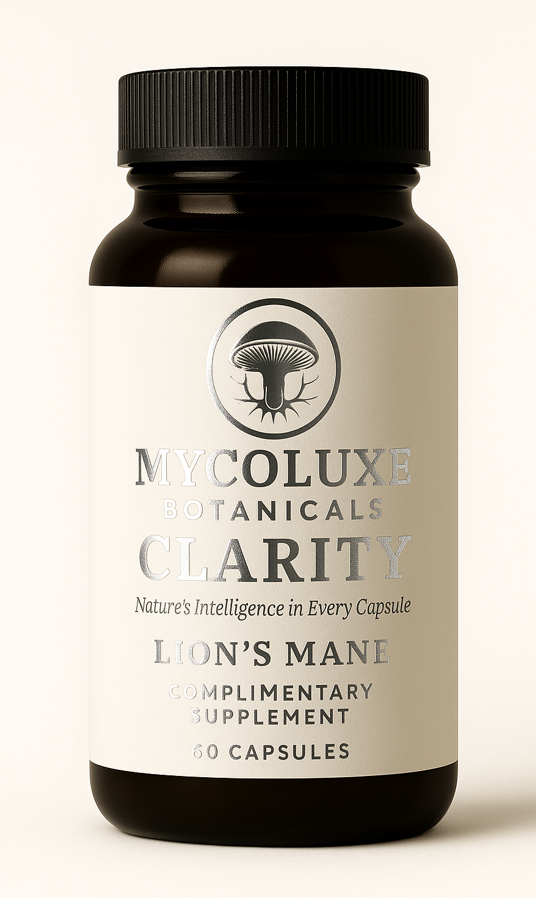 MYCOLUXE
BOTANICALS
CLARITY
Nature's Intelligence in Every Capsule
LION'S MANE
COMPLIMENTARY
SUPPLEMENT
60 CAPSULES